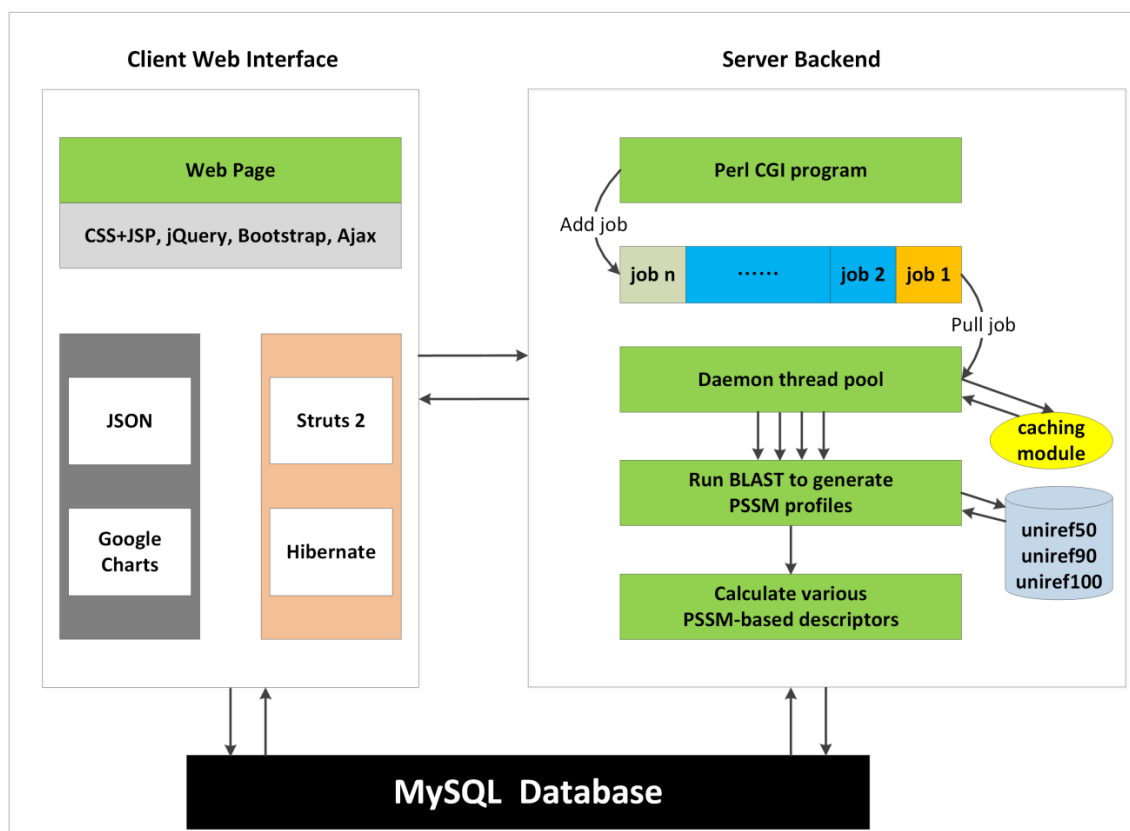 Client Web Interface
Server Backend
Web Page
CSS+JSP, jQuery, Bootstrap, Ajax
JSON
Google
Charts
Struts 2
Hibernate
Perl CGI program
Add job
job n
......
job 2
job 1
Pull job
Daemon thread pool
caching
module
Run BLAST to generate
PSSM profiles
uniref50
uniref90
uniref100
Calculate various
PSSM-based descriptors
MySQL Database